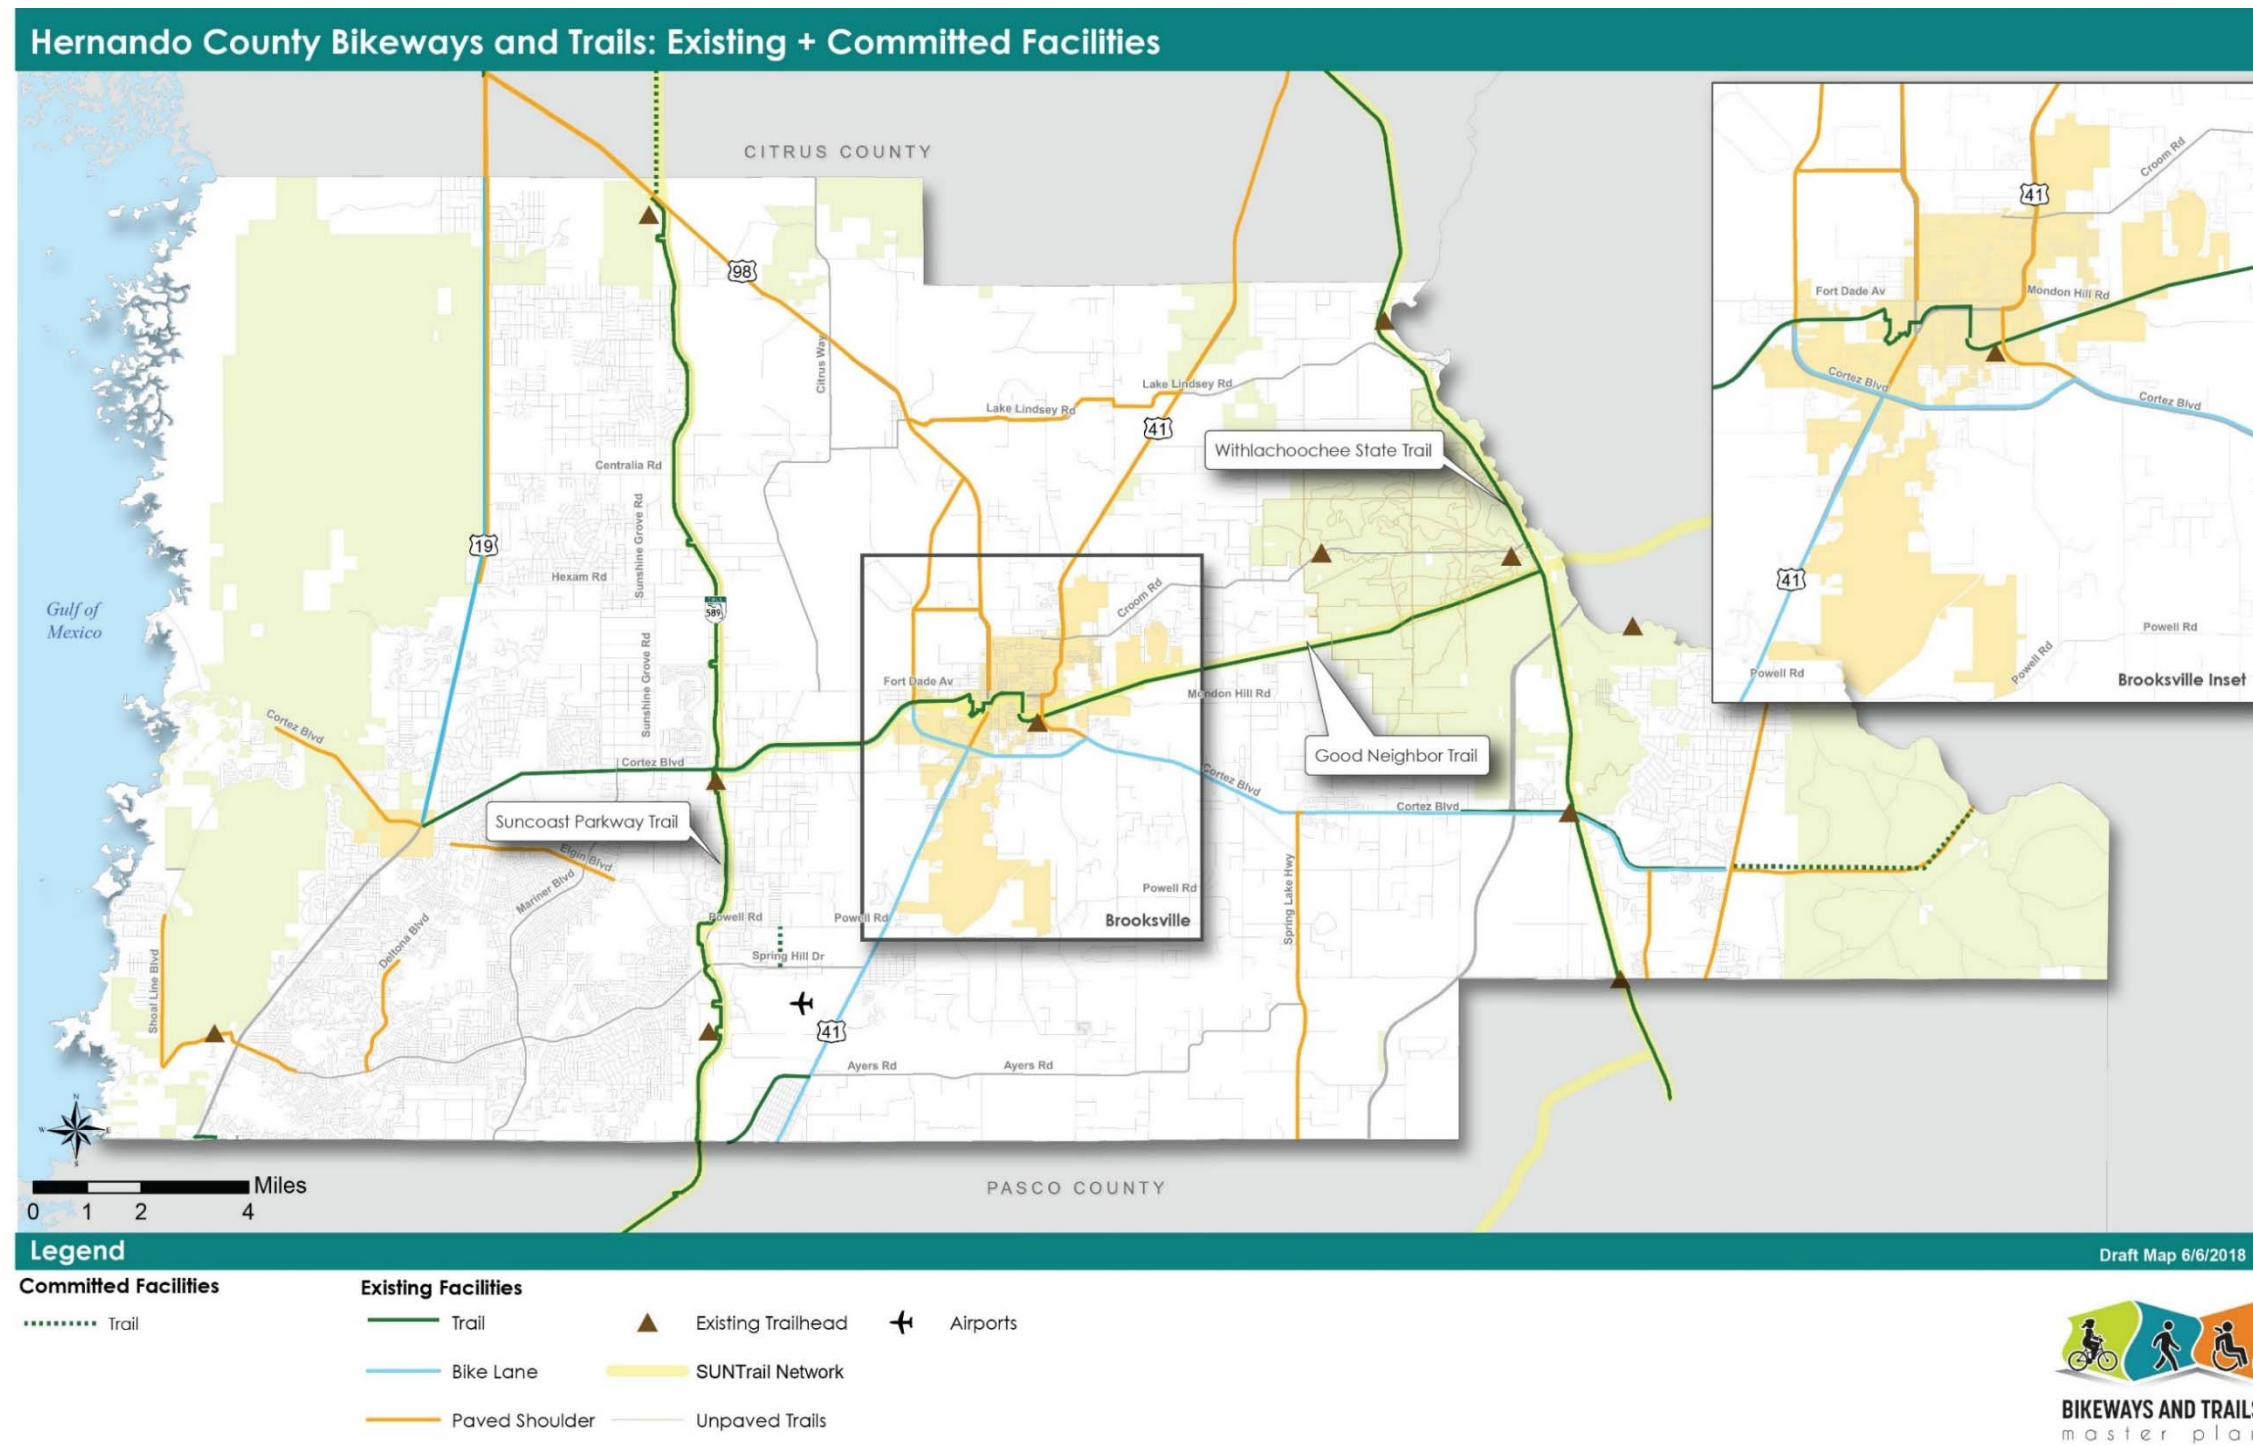 Hernando County Bikeways and Trails: Existing + Committed Facilities
CITRUS COUNTY
98
Citrus Way
Lake Lindsey Rd
Lake Lindsey Rd
41
Withlachoochee State Trail
Centralia Rd
Sunshine Grove Rd
19
Hexam Rd
589
Gulf of
Mexico
Croom Rd
Sunshine Grove Rd
Fort Dade Av
Mondon Hill Rd
Cortez Blvd
Cortez Blvd
Good Neighbor Trail
Cortez Blvd
Cortez Blvd
Suncoast Parkway Trail
Elgin Blvd
Mariner Blvd
Powell Rd
Powell Rd
Powell Rd
Brooksville
Spring Lake Hwy
Deltona Blvd
Spring Hill Dr
Shoal Line Blvd
41
Ayers Rd
Ayers Rd
N
W
E
S
Miles
0 1 2 4
PASCO COUNTY
Croom Rd
41
Fort Dade Av
Mondon Hill Rd
Cortez Blvd
Cortez Blvd
41
Powell Rd
Powell Rd
Powell Rd
Brooksville Inset
Legend
Draft Map 6/6/2018
Committed Facilities
Trail
Existing Facilities
Trail
Existing Trailhead
Airports
Bike Lane
SUNTrail Network
Paved Shoulder
Unpaved Trails
BIKEWAYS AND TRAILS
master plan